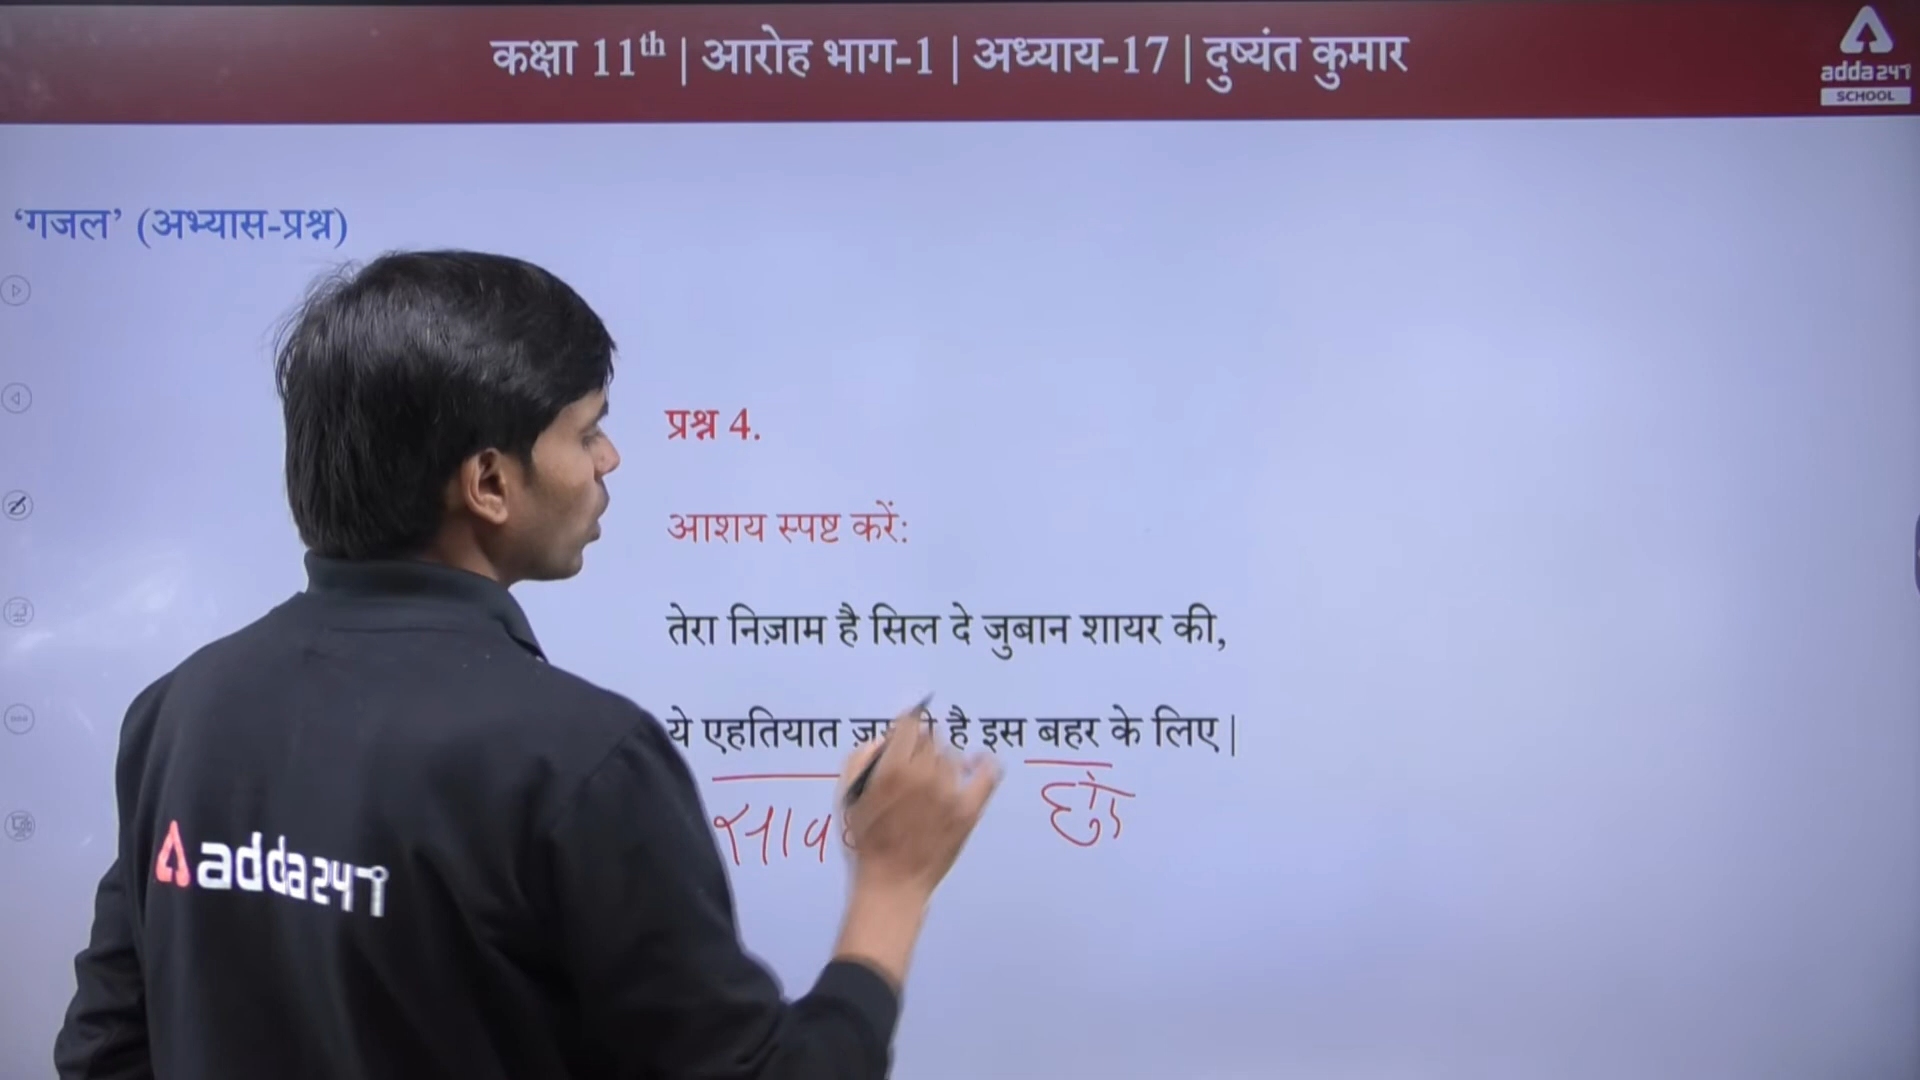 कक्षा 11th | आरोह भाग-1 | अध्याय-17 | दुष्यंत कुमार
adda247
SCHOOL
‘गजल’ (अभ्यास-प्रश्न)
प्रश्न 4.
आशय स्पष्ट करें:
तेरा निज़ाम है सिल दे जुबान शायर की,
ये एहतियात है इस बहर के लिए |
छंद
adda247